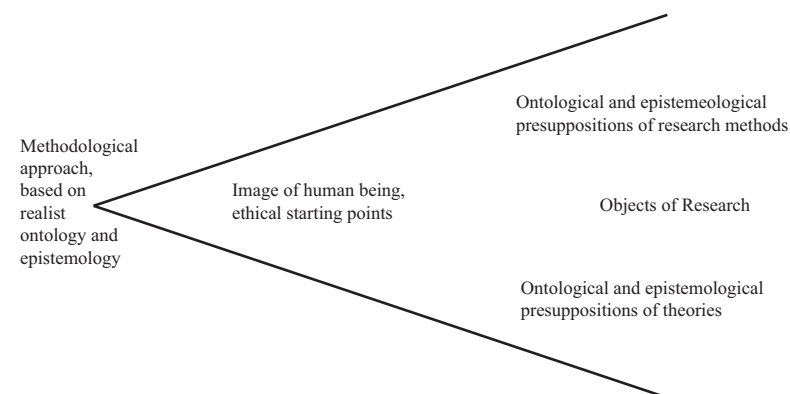 Methodological
approach,
based on
realist
ontology and
epistemology
Image of human being,
ethical starting points
Ontological and epistemeological
presuppositions of research methods
Objects of Research
Ontological and epistemological
presuppositions of theories